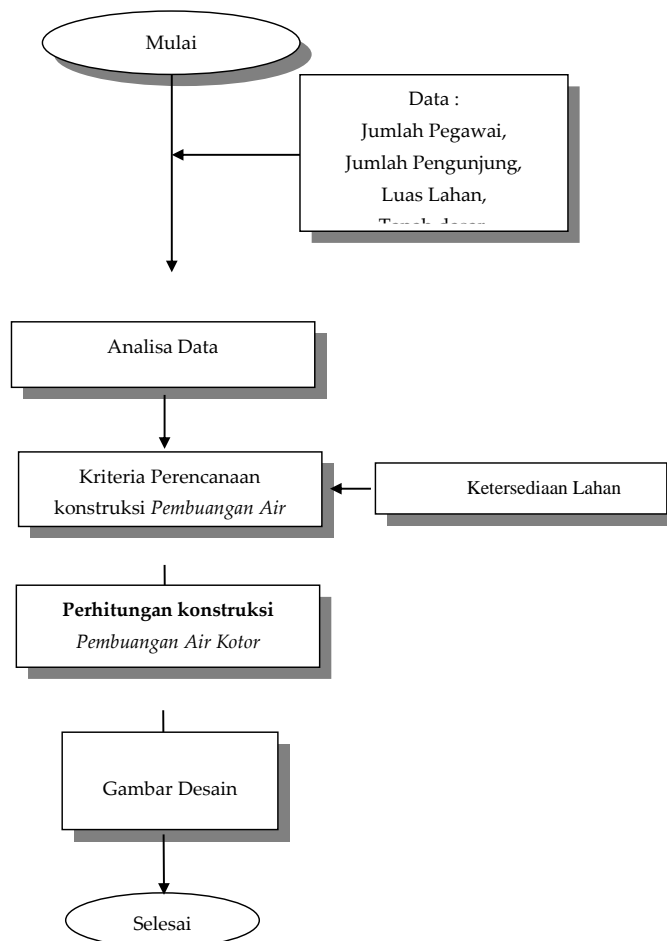 Mulai
Data :
Jumlah Pegawai,
Jumlah Pengunjung,
Luas Lahan,
Analisa Data
Kriteria Perencanaan
konstruksi Pembuangan Air
Ketersediaan Lahan
Perhitungan konstruksi
Pembuangan Air Kotor
Gambar Desain
Selesai